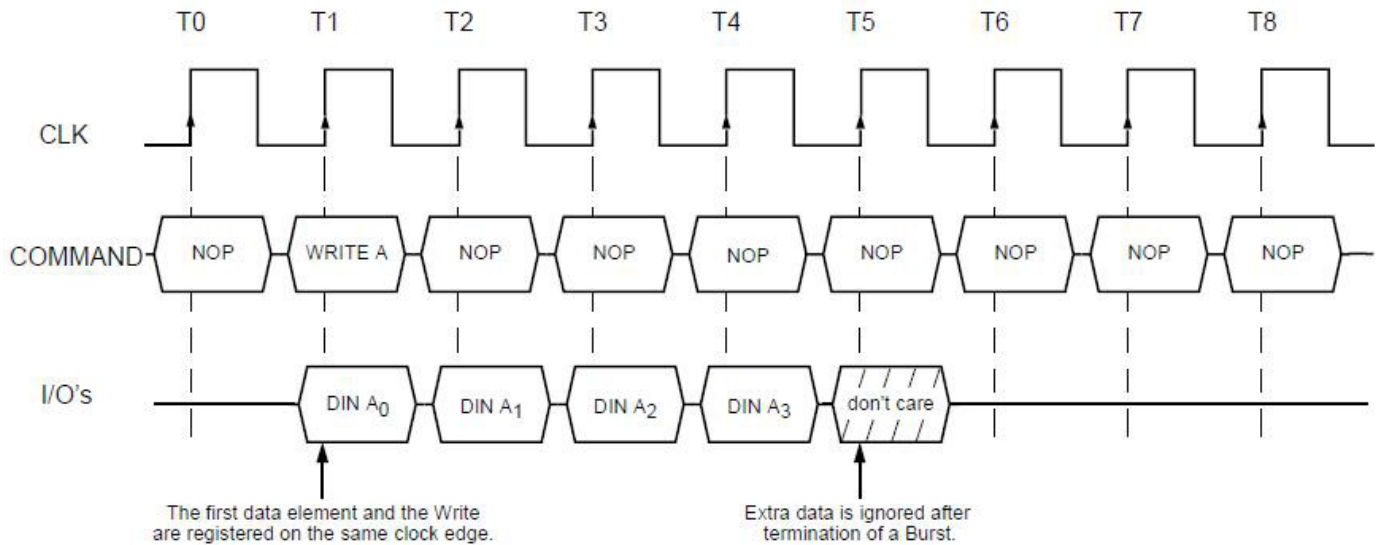 T0 T1 T2 T3 T4 T5 T6 T7 T8
CLK
COMMAND NOP WRITE A NOP NOP NOP NOP NOP NOP NOP
I/O's DIN A0 DIN A1 DIN A2 DIN A3 don't care
The first data element and the Write
are registered on the same clock edge.
Extra data is ignored after
termination of a Burst.